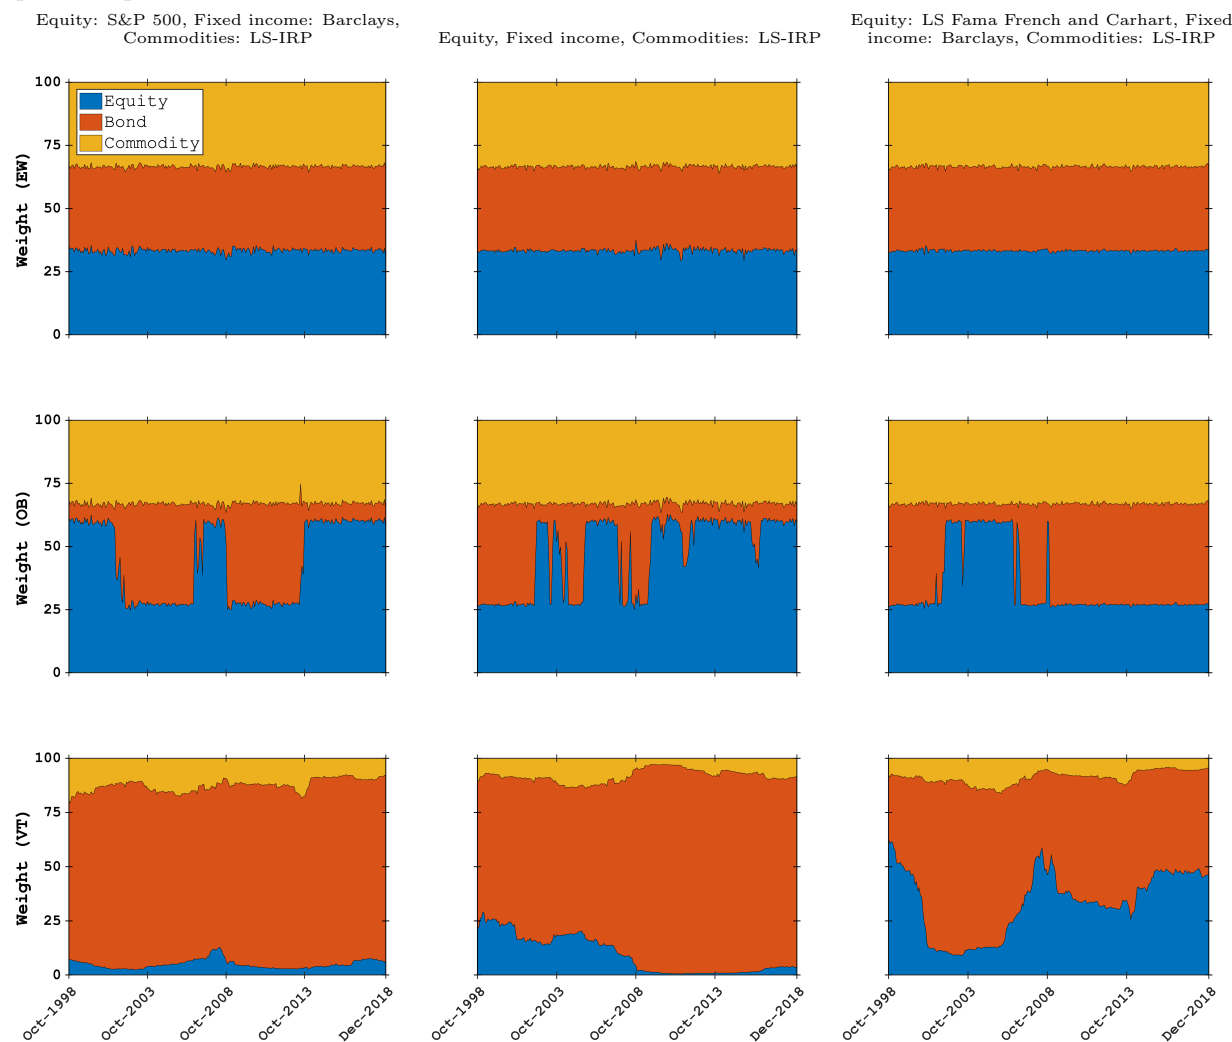 Equity: S&P 500, Fixed income: Barclays,
Commodities: LS-IRP
Equity, Fixed income, Commodities: LS-IRP
Equity: LS Fama French and Carhart, Fixed
income: Barclays, Commodities: LS-IRP
Weight (EW)
100
75
50
25
0
Equity
Bond
Commodity
Weight (OB)
100
75
50
25
0
Weight (VT)
100
75
50
25
0
Oct-1998
Oct-2003
Oct-2008
Oct-2013
Dec-2018
Oct-1998
Oct-2003
Oct-2008
Oct-2013
Dec-2018
Oct-1998
Oct-2003
Oct-2008
Oct-2013
Dec-2018